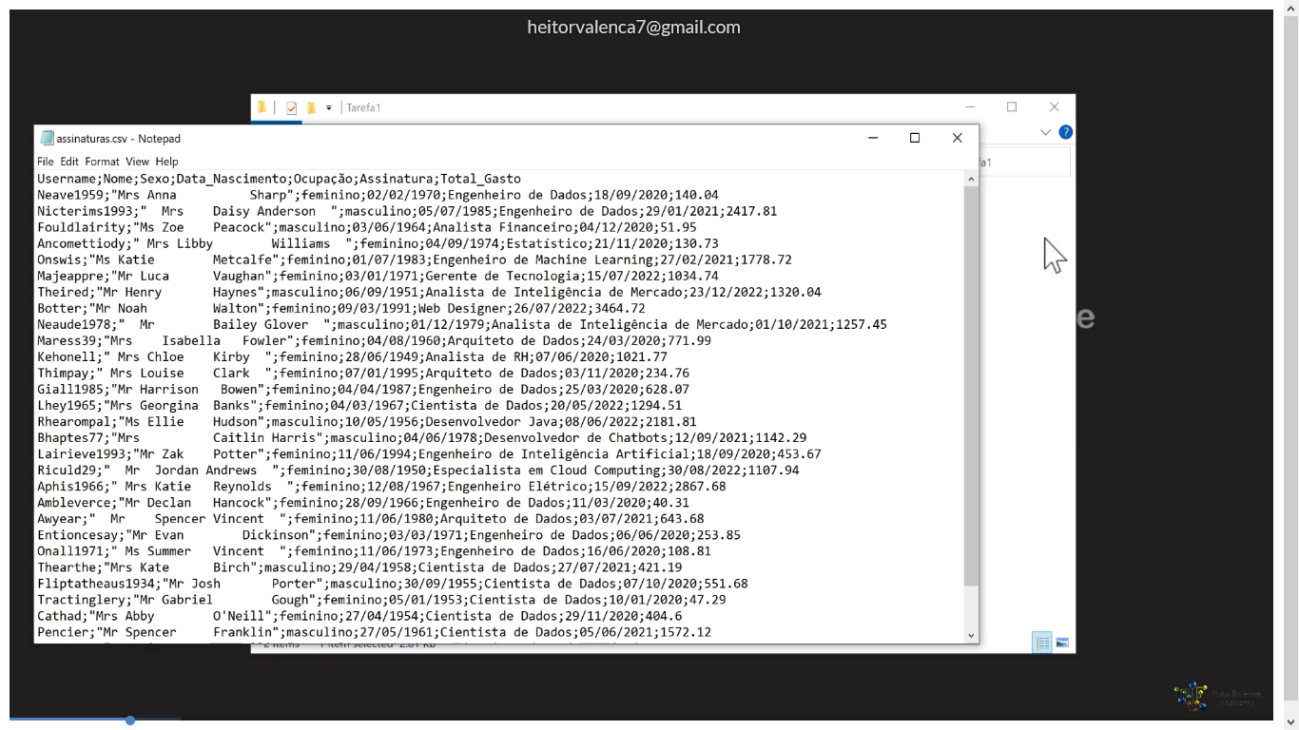 heitorvalenca7@gmail.com
Tarefa1
assinaturas.csv - Notepad
File Edit Format View Help
fa1
Username;Nome;Sexo;Data_Nascimento;Ocupação;Assinatura;Total_Gasto
Neave1959;"Mrs Anna Sharp";feminino;02/02/1970;Engenheiro de Dados;18/09/2020;140.04
Nicterims1993;" Mrs Daisy Anderson ";masculino;05/07/1985;Engenheiro de Dados;29/01/2021;2417.81
Fouldlairity;"Ms Zoe Peacock";masculino;03/06/1964;Analista Financeiro;04/12/2020;51.95
Ancomettiody;" Mrs Libby Williams ";feminino;04/09/1974;Estatístico;21/11/2020;130.73
Onswis;"Ms Katie Metcalfe";feminino;01/07/1983;Engenheiro de Machine Learning;27/02/2021;1778.72
Majeappre;"Mr Luca Vaughan";feminino;03/01/1971;Gerente de Tecnologia;15/07/2022;1034.74
Theired;"Mr Henry Haynes";masculino;06/09/1951;Analista de Inteligência de Mercado;23/12/2022;1320.04
Botter;"Mr Noah Walton";feminino;09/03/1991;Web Designer;26/07/2022;3464.72
Neaude1978;" Mr Bailey Glover ";masculino;01/12/1979;Analista de Inteligência de Mercado;01/10/2021;1257.45
Maress39;"Mrs Isabella Fowler";feminino;04/08/1960;Arquiteto de Dados;24/03/2020;771.99
Kehonell;" Mrs Chloe Kirby ";feminino;28/06/1949;Analista de RH;07/06/2020;1021.77
Thimpay;" Mrs Louise Clark ";feminino;07/01/1995;Arquiteto de Dados;03/11/2020;234.76
Giall1985;"Mr Harrison Bowen";feminino;04/04/1987;Engenheiro de Dados;25/03/2020;628.07
Lhey1965;"Mrs Georgina Banks";feminino;04/03/1967;Cientista de Dados;20/05/2022;1294.51
Rhearompal;"Ms Ellie Hudson";masculino;10/05/1956;Desenvolvedor Java;08/06/2022;2181.81
Bhaptes77;"Mrs Caitlin Harris";masculino;04/06/1978;Desenvolvedor de Chatbots;12/09/2021;1142.29
Lairieve1993;"Mr Zak Potter";feminino;11/06/1994;Engenheiro de Inteligência Artificial;18/09/2020;453.67
Riculd29;" Mr Jordan Andrews ";feminino;30/08/1950;Especialista em Cloud Computing;30/08/2022;1107.94
Aphis1966;" Mrs Katie Reynolds ";feminino;12/08/1967;Engenheiro Elétrico;15/09/2022;2867.68
Ambleverce;"Mr Declan Hancock";feminino;28/09/1966;Engenheiro de Dados;11/03/2020;40.31
Awyear;" Mr Spencer Vincent ";feminino;11/06/1980;Arquiteto de Dados;03/07/2021;643.68
Entioncesay;"Mr Evan Dickinson";feminino;03/03/1971;Engenheiro de Dados;06/06/2020;253.85
Onall1971;" Ms Summer Vincent ";feminino;11/06/1973;Engenheiro de Dados;16/06/2020;108.81
Thearthe;"Mrs Kate Birch";masculino;29/04/1958;Cientista de Dados;27/07/2021;421.19
Fliptatheaus1934;"Mr Josh Porter";masculino;30/09/1955;Cientista de Dados;07/10/2020;551.68
Tractinglery;"Mr Gabriel Gough";feminino;05/01/1953;Cientista de Dados;10/01/2020;47.29
Cathad;"Mrs Abby O'Neill";feminino;27/04/1954;Cientista de Dados;29/11/2020;404.6
Pencier;"Mr Spencer Franklin";masculino;27/05/1961;Cientista de Dados;05/06/2021;1572.12
e
2 items 1 item selected 2.61 KB
Data Science
Academy